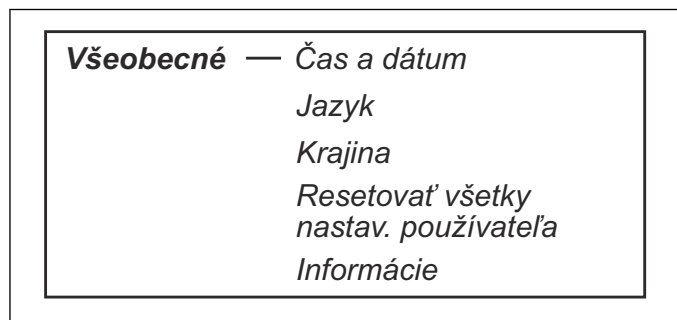 Všeobecné — Čas a dátum
Jazyk
Krajina
Resetovať všetky
nastav. používateľa
Informácie